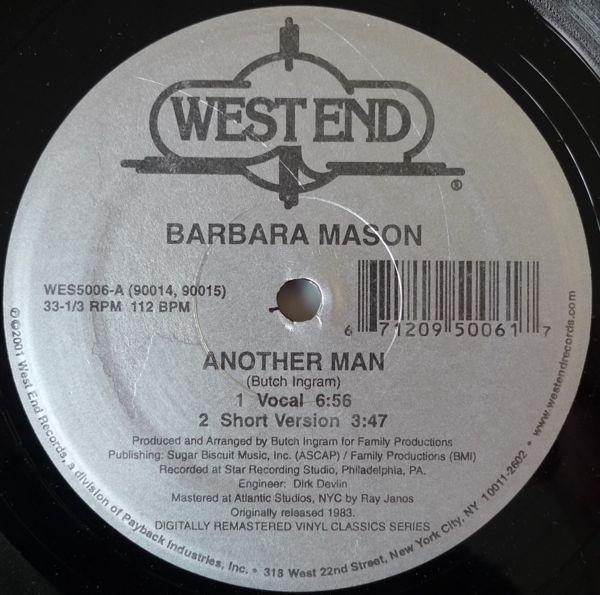 WEST END
®
BARBARA MASON
WES5006-A (90014, 90015)
33-1/3 RPM 112 BPM
6 71209 50061 7
ANOTHER MAN
(Butch Ingram)
1 Vocal 6:56
2 Short Version 3:47
Produced and Arranged by Butch Ingram for Family Productions
Publishing: Sugar Biscuit Music, Inc. (ASCAP) / Family Productions (BMI)
Recorded at Star Recording Studio, Philadelphia, PA.
Engineer: Dirk Devlin
Mastered at Atlantic Studios, NYC by Ray Janos
Originally released 1983.
DIGITALLY REMASTERED VINYL CLASSICS SERIES
℗©2001 West End Records, a division of Payback Industries, Inc. • 318 West 22nd Street, New York City, NY 10011-2602 • www.westendrecords.com